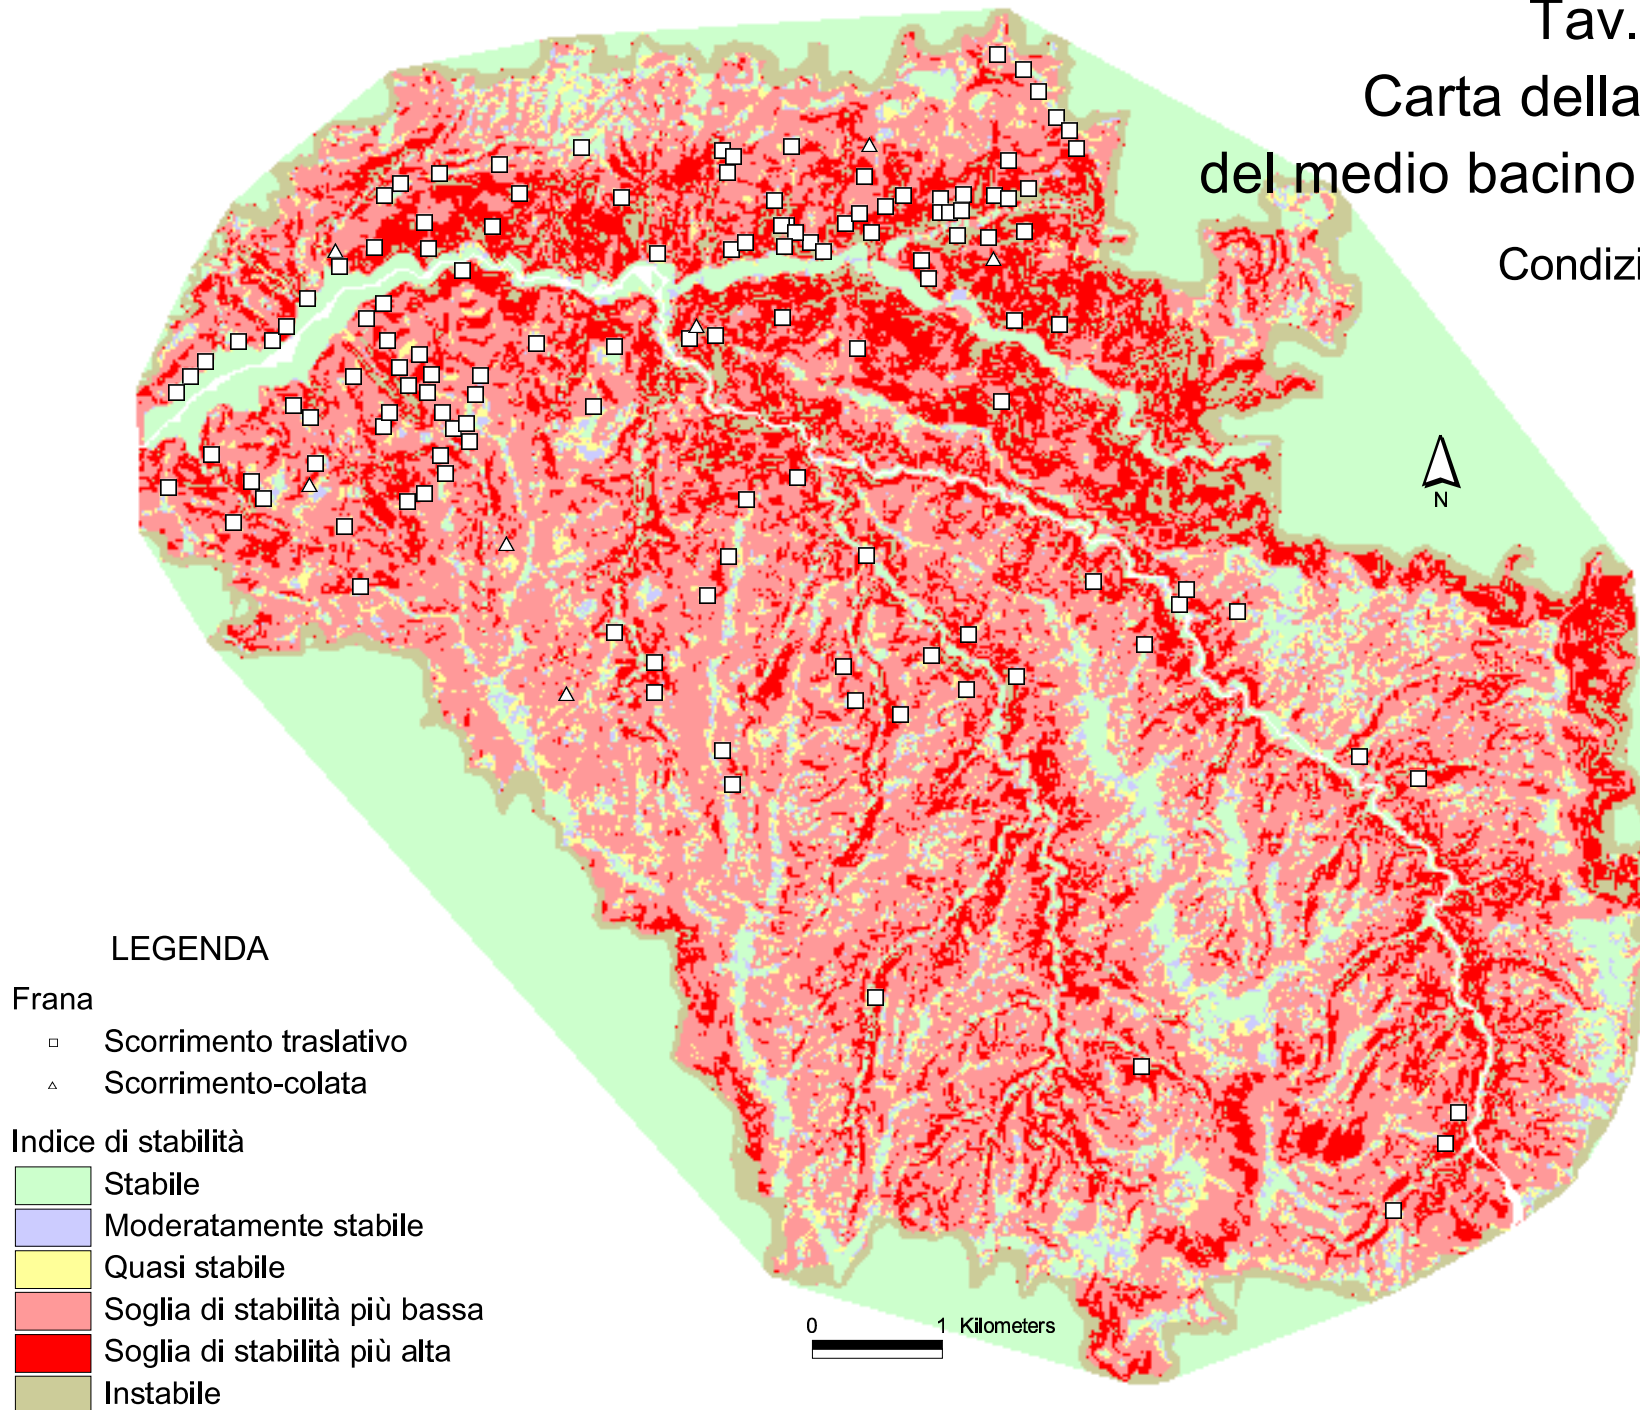 Tav.
Carta della
del medio bacino
Condizi
N
LEGENDA
Frana
Scorrimento traslativo
Scorrimento-colata
Indice di stabilità
Stabile
Moderatamente stabile
Quasi stabile
Soglia di stabilità più bassa
Soglia di stabilità più alta
Instabile
0 1 Kilometers